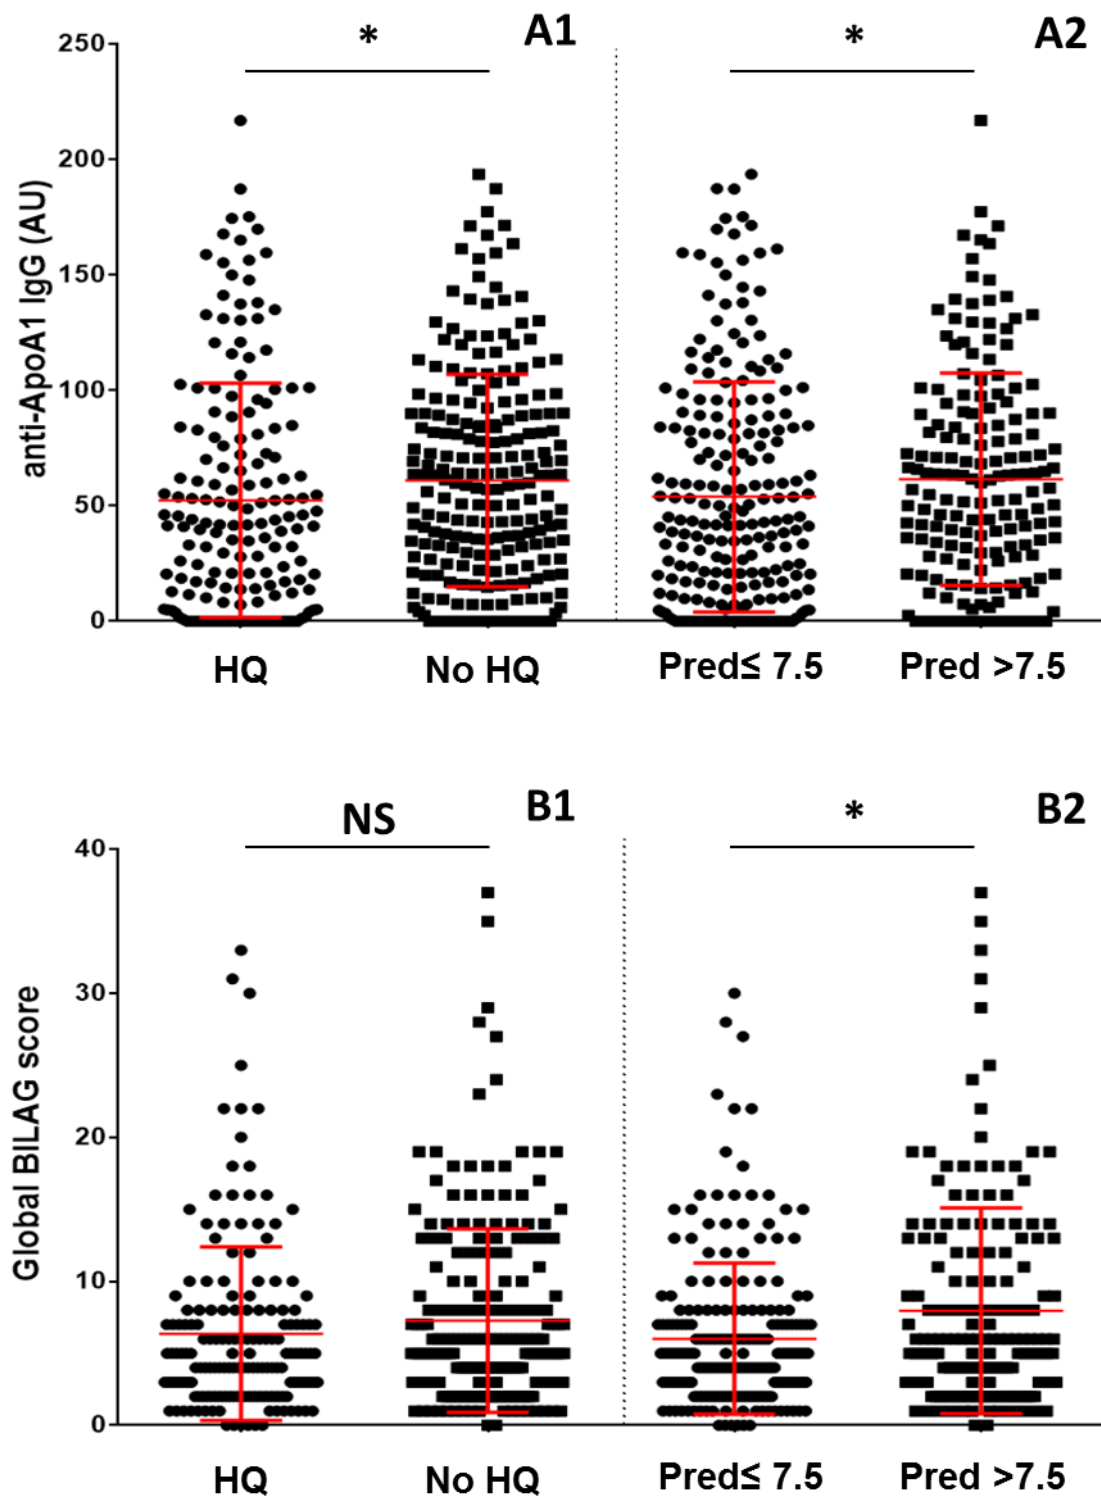 * A1 * A2
anti-ApoA1 IgG (AU)
250
200
150
100
50
0
HQ No HQ Pred≤ 7.5 Pred >7.5
NS B1 * B2
Global BILAG score
40
30
20
10
0
HQ No HQ Pred≤ 7.5 Pred >7.5